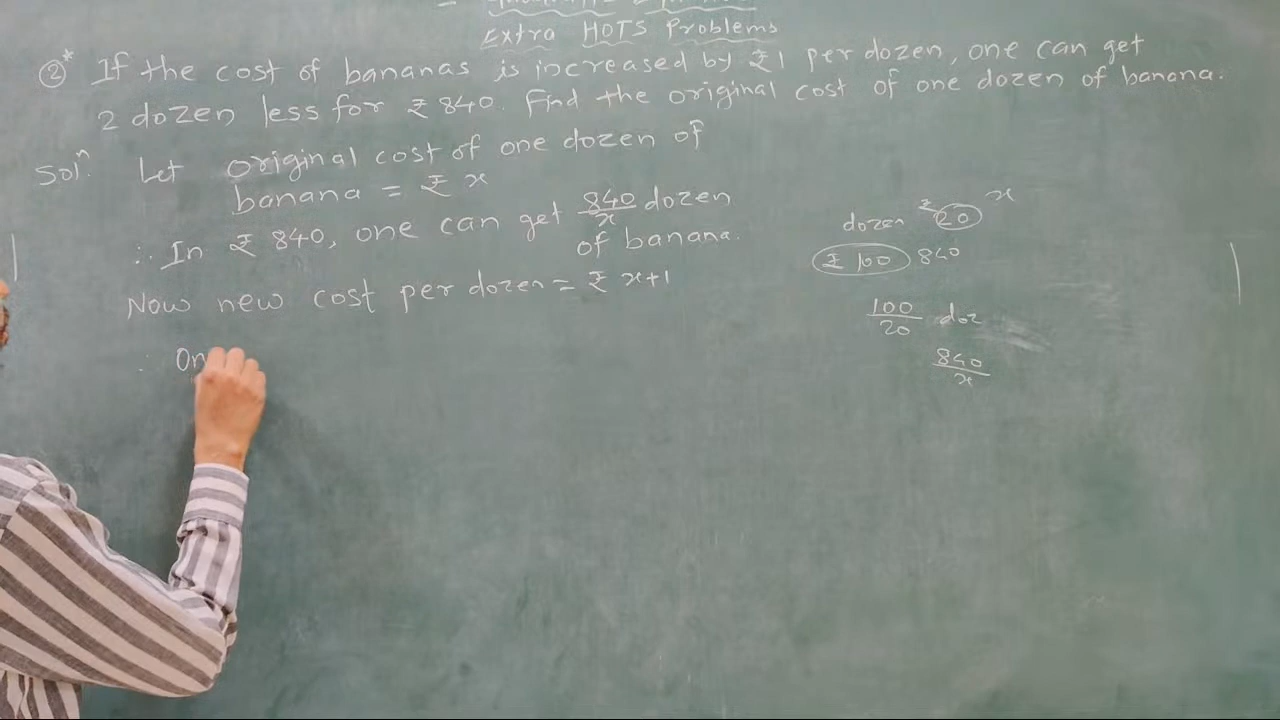 Extra HOTS Problems
②* If the cost of bananas is increased by ₹1 per dozen, one can get
2 dozen less for ₹840. Find the original cost of one dozen of banana.
Solⁿ. Let original cost of one dozen of
banana = ₹ x
∴ In ₹840, one can get 840/x dozen
of banana.
Now new cost per dozen = ₹ x+1
∴ On
dozen ₹20 x
₹100 840
100/20 doz
840/x